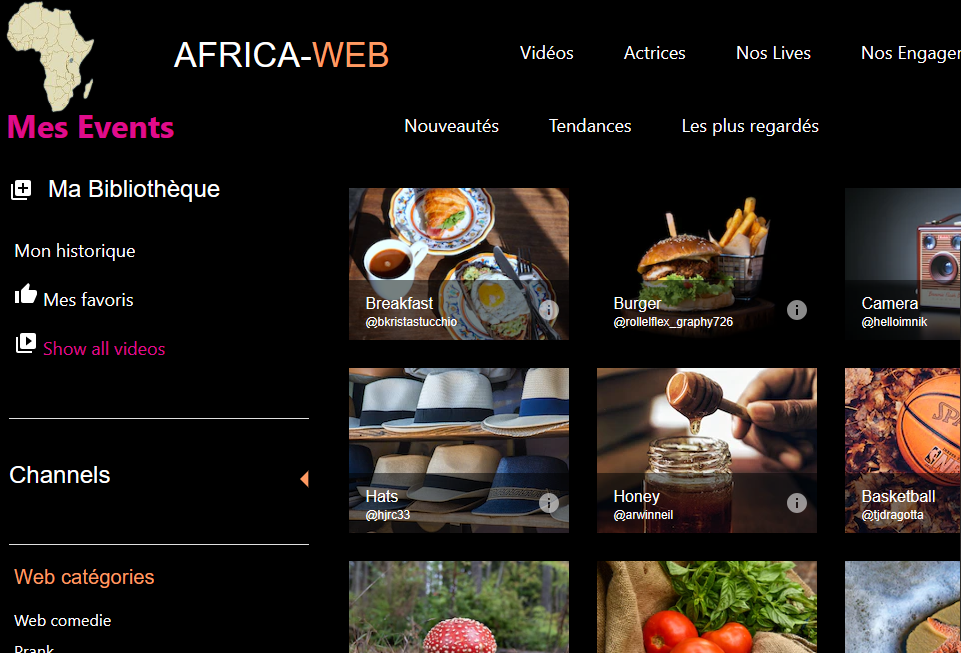 AFRICA-WEB
Vidéos
Actrices
Nos Lives
Nos Engager
Mes Events
Nouveautés
Tendances
Les plus regardés
Ma Bibliothèque
Mon historique
Mes favoris
Show all videos
Channels
Web catégories
Web comedie
Prank
Breakfast
@bkristastucchio
Burger
@rollelflex_graphy726
Camera
@helloimnik
Hats
@hjrc33
Honey
@arwinneil
Basketball
@tjdragotta